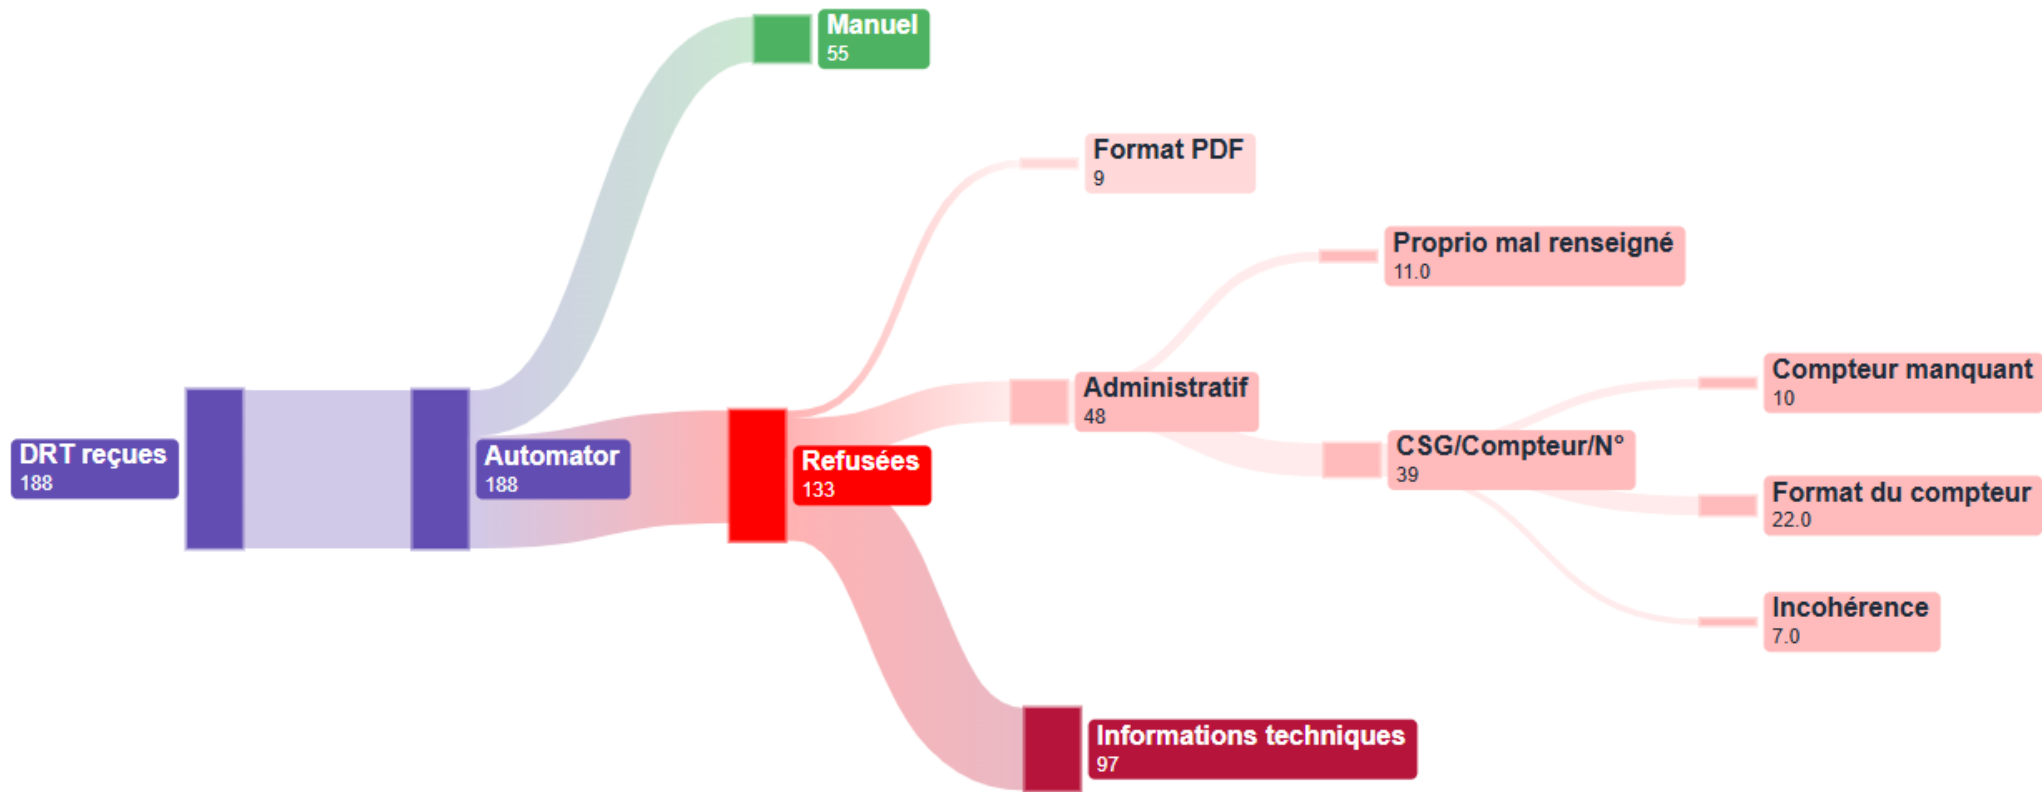 Manuel
55
Format PDF
9
Proprio mal renseigné
11.0
Compteur manquant
10
Administratif
48
CSG/Compteur/N°
39
DRT reçues
188
Automator
188
Refusées
133
Format du compteur
22.0
Incohérence
7.0
Informations techniques
97